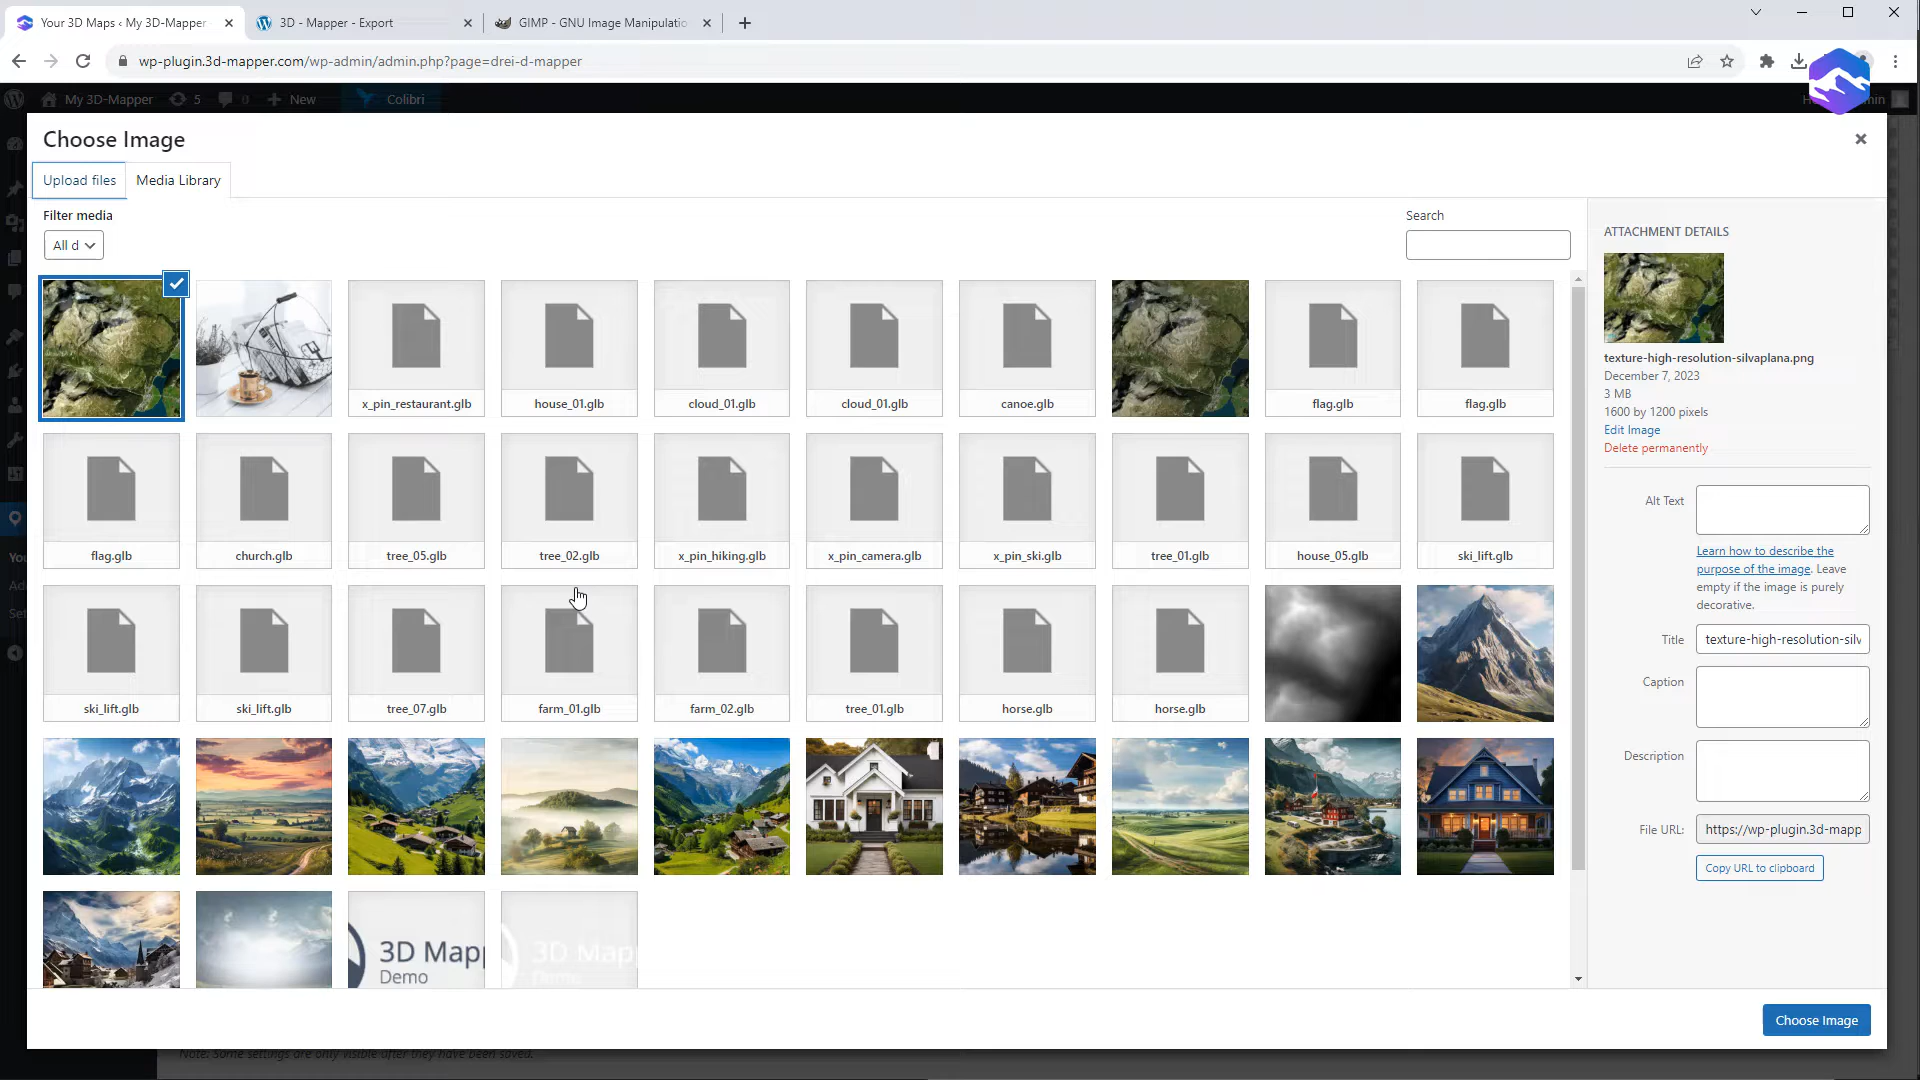 Your 3D Maps ‹ My 3D-Mapper
3D - Mapper - Export
GIMP - GNU Image Manipulatio
wp-plugin.3d-mapper.com/wp-admin/admin.php?page=drei-d-mapper
My 3D-Mapper
5
0
New
Colibri
Choose Image
Upload files
Media Library
Filter media
All d
Search
x_pin_restaurant.glb
house_01.glb
cloud_01.glb
cloud_01.glb
canoe.glb
flag.glb
flag.glb
flag.glb
church.glb
tree_05.glb
tree_02.glb
x_pin_hiking.glb
x_pin_camera.glb
x_pin_ski.glb
tree_01.glb
house_05.glb
ski_lift.glb
ski_lift.glb
ski_lift.glb
tree_07.glb
farm_01.glb
farm_02.glb
tree_01.glb
horse.glb
horse.glb
3D Mapp
Demo
3D Mapp
Demo
ATTACHMENT DETAILS
texture-high-resolution-silvaplana.png
December 7, 2023
3 MB
1600 by 1200 pixels
Edit Image
Delete permanently
Alt Text
Learn how to describe the
purpose of the image. Leave
empty if the image is purely
decorative.
Title
texture-high-resolution-silv
Caption
Description
File URL:
https://wp-plugin.3d-mapp
Copy URL to clipboard
Choose Image
Note: Some settings are only visible after they have been saved.